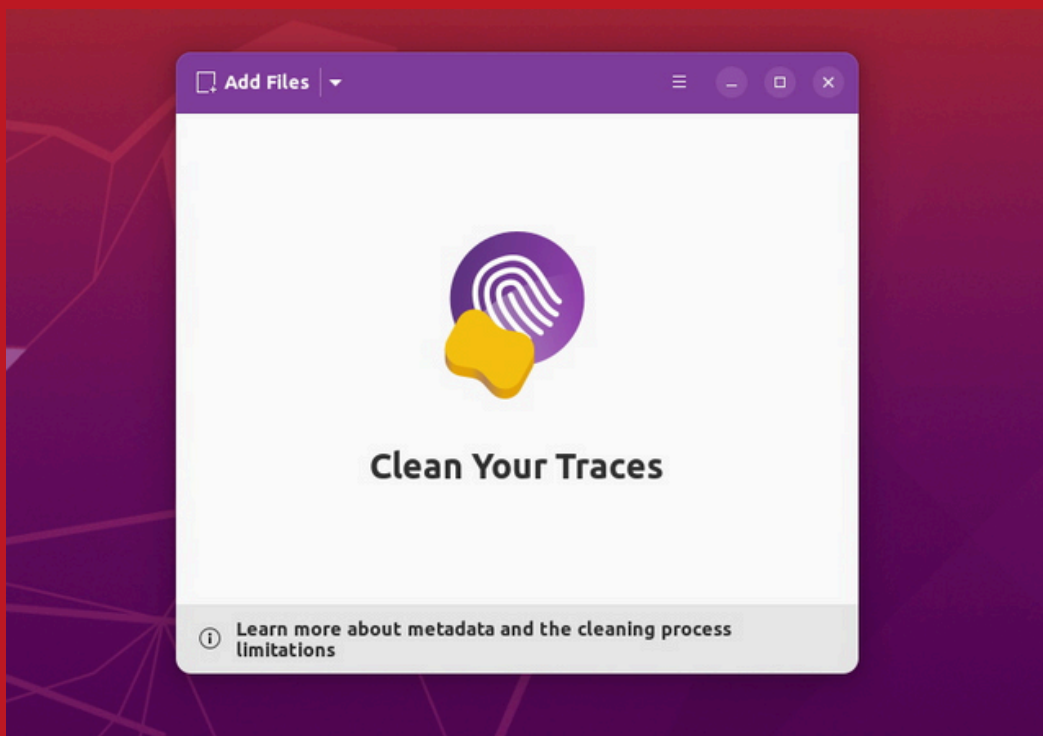 Add Files
Clean Your Traces
Learn more about metadata and the cleaning process
limitations